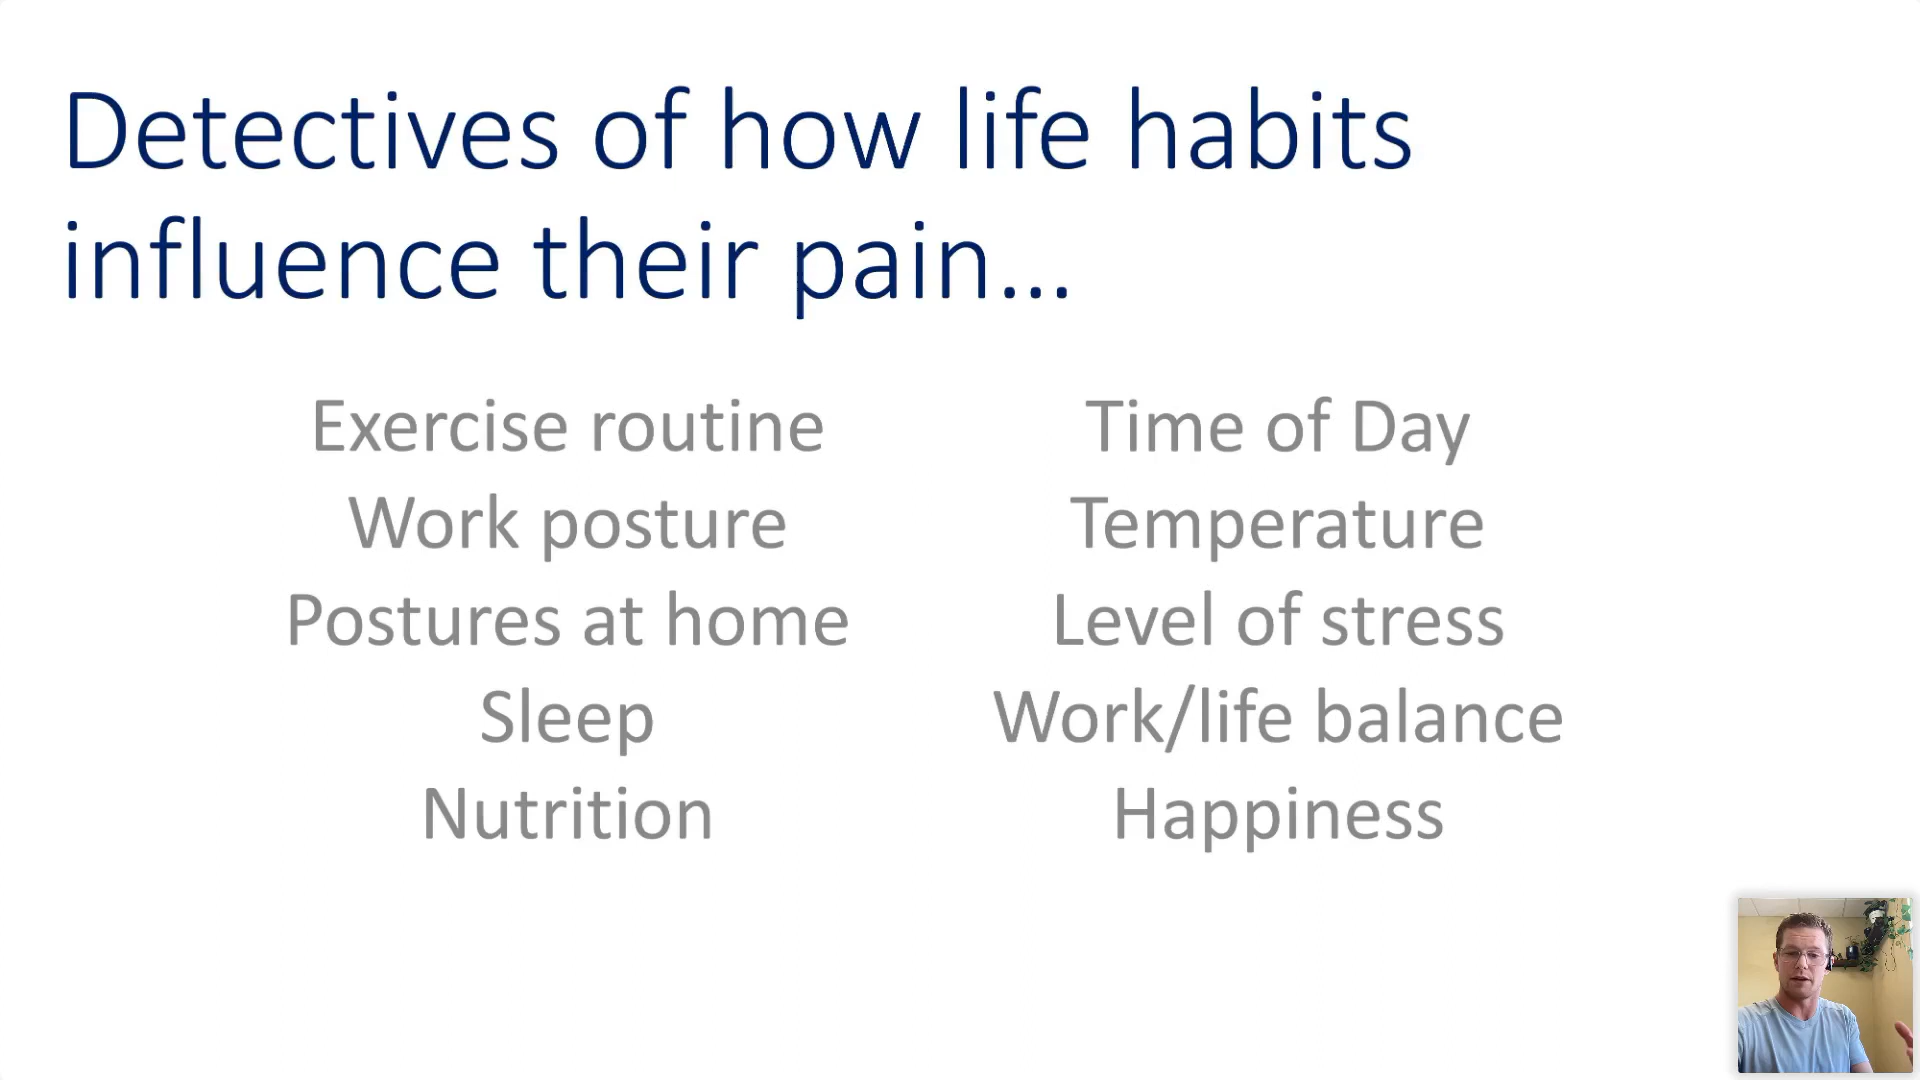 Detectives of how life habits
influence their pain...
Exercise routine
Work posture
Postures at home
Sleep
Nutrition
Time of Day
Temperature
Level of stress
Work/life balance
Happiness